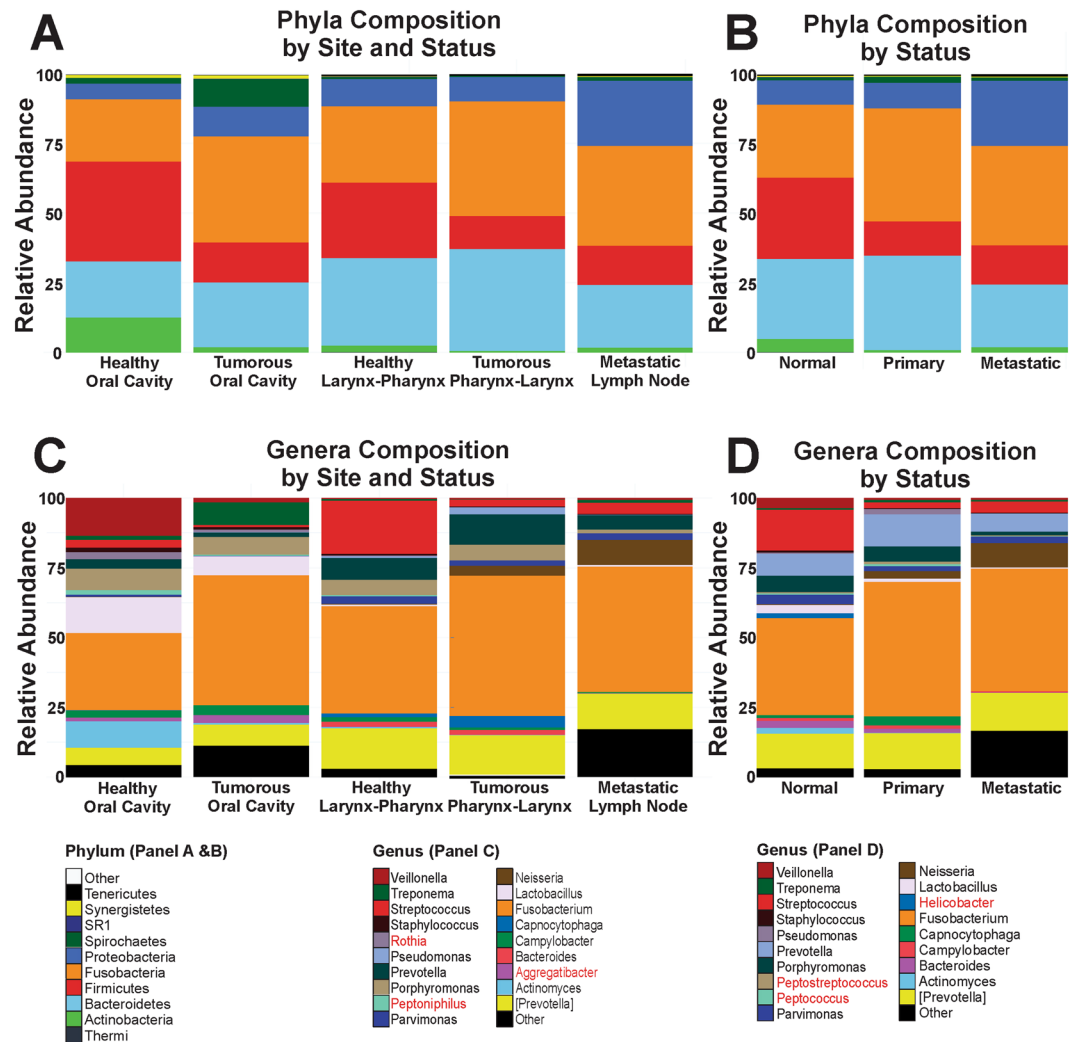 A
Phyla Composition
by Site and Status
Relative Abundance
100
75
50
25
0
Healthy
Oral Cavity
Tumorous
Oral Cavity
Healthy
Larynx-Pharynx
Tumorous
Pharynx-Larynx
Metastatic
Lymph Node
B
Phyla Composition
by Status
Relative Abundance
100
75
50
25
0
Normal
Primary
Metastatic
C
Genera Composition
by Site and Status
Relative Abundance
100
75
50
25
0
Healthy
Oral Cavity
Tumorous
Oral Cavity
Healthy
Larynx-Pharynx
Tumorous
Pharynx-Larynx
Metastatic
Lymph Node
D
Genera Composition
by Status
Relative Abundance
100
75
50
25
0
Normal
Primary
Metastatic
Phylum (Panel A &B)
Other
Tenericutes
Synergistetes
SR1
Spirochaetes
Proteobacteria
Fusobacteria
Firmicutes
Bacteroidetes
Actinobacteria
Thermi
Genus (Panel C)
Veillonella
Treponema
Streptococcus
Staphylococcus
Rothia
Pseudomonas
Prevotella
Porphyromonas
Peptoniphilus
Parvimonas
Neisseria
Lactobacillus
Fusobacterium
Capnocytophaga
Campylobacter
Bacteroides
Aggregatibacter
Actinomyces
[Prevotella]
Other
Genus (Panel D)
Veillonella
Treponema
Streptococcus
Staphylococcus
Pseudomonas
Prevotella
Porphyromonas
Peptostreptococcus
Peptococcus
Parvimonas
Neisseria
Lactobacillus
Helicobacter
Fusobacterium
Capnocytophaga
Campylobacter
Bacteroides
Actinomyces
[Prevotella]
Other